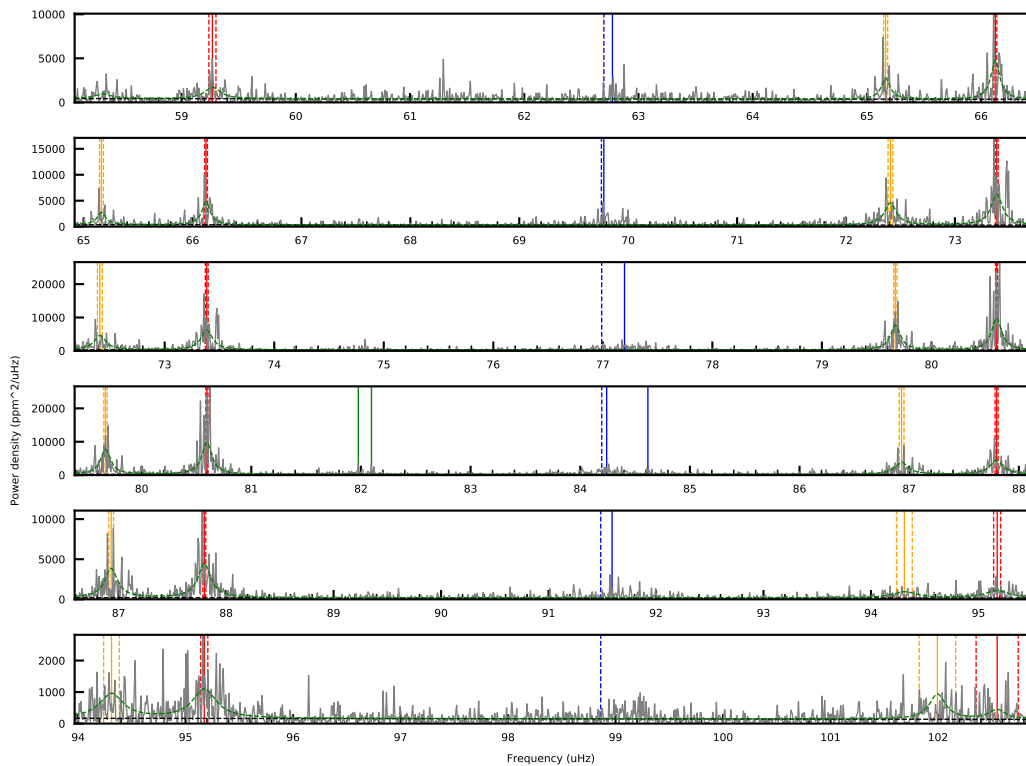 10000
5000
0
59 60 61 62 63 64 65 66
15000
10000
5000
0
65 66 67 68 69 70 71 72 73
20000
10000
0
73 74 75 76 77 78 79 80
Power density (ppm^2/uHz)
20000
10000
0
80 81 82 83 84 85 86 87 88
10000
5000
0
87 88 89 90 91 92 93 94 95
2000
1000
0
94 95 96 97 98 99 100 101 102
Frequency (uHz)